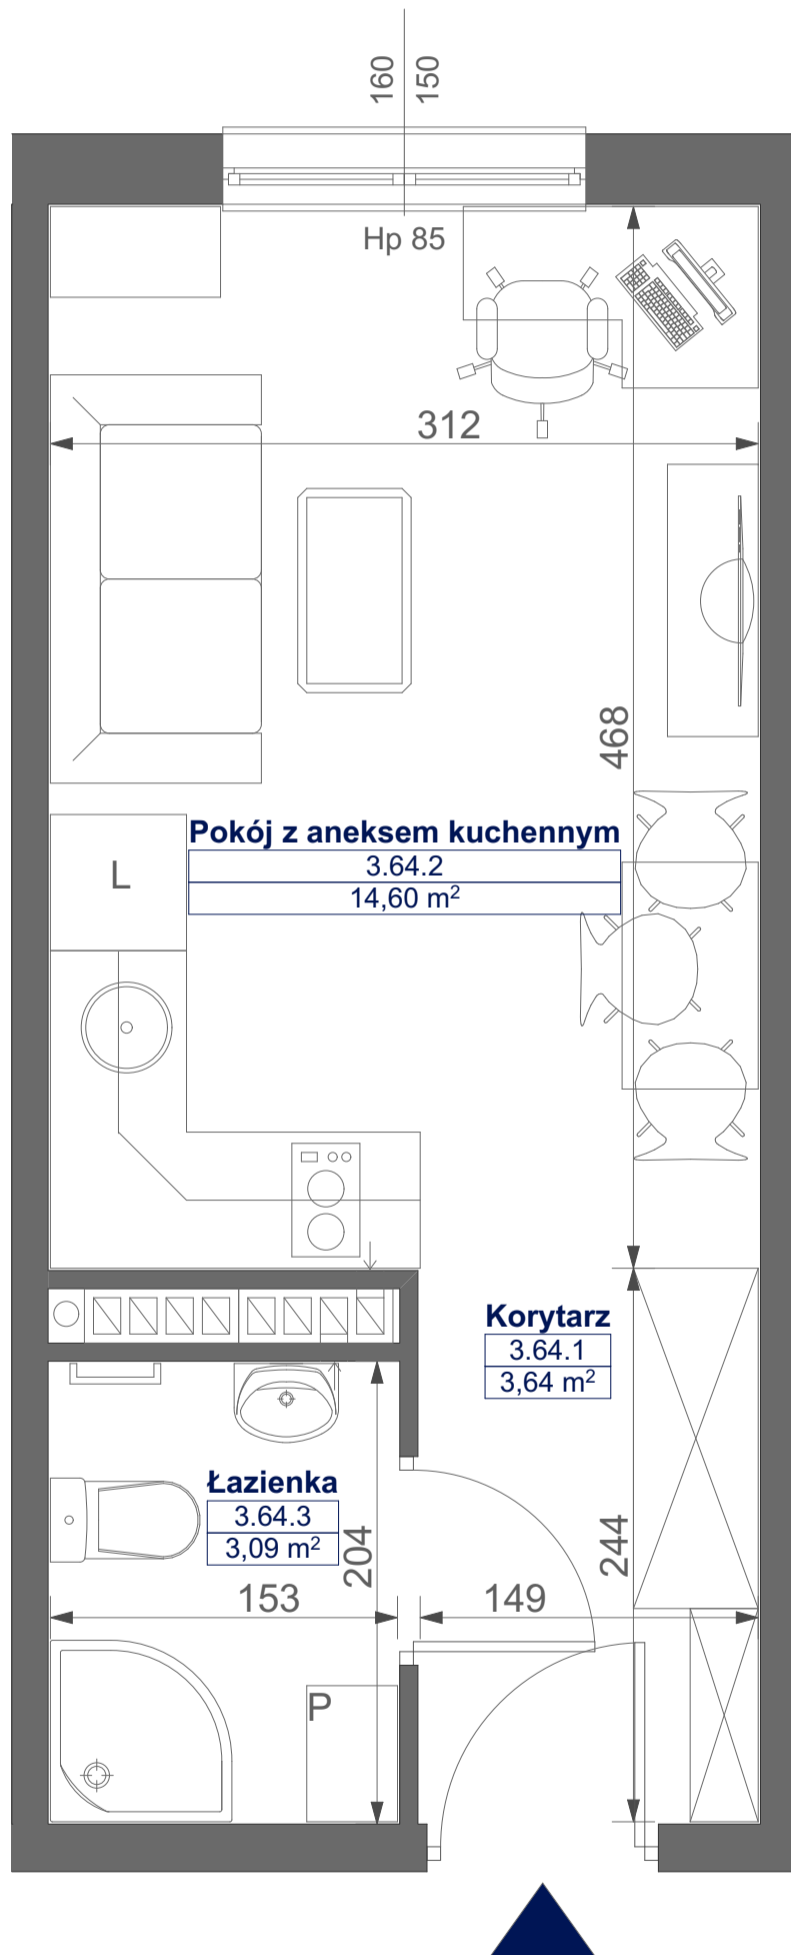 160
150
Hp 85
312
468
Pokój z aneksem kuchennym
3.64.2
14,60 m²
L
Korytarz
3.64.1
3,64 m²
Łazienka
3.64.3
3,09 m²
204
244
153
149
P